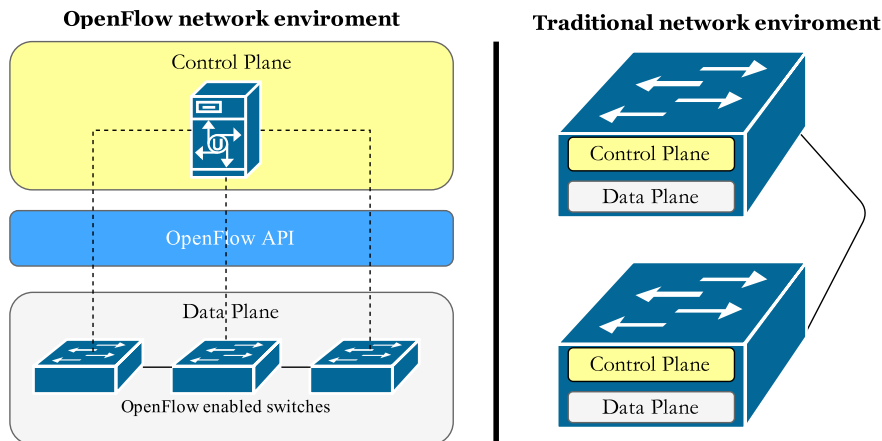 OpenFlow network enviroment
Control Plane
U
OpenFlow API
Data Plane
OpenFlow enabled switches
Traditional network enviroment
Control Plane
Data Plane
Control Plane
Data Plane